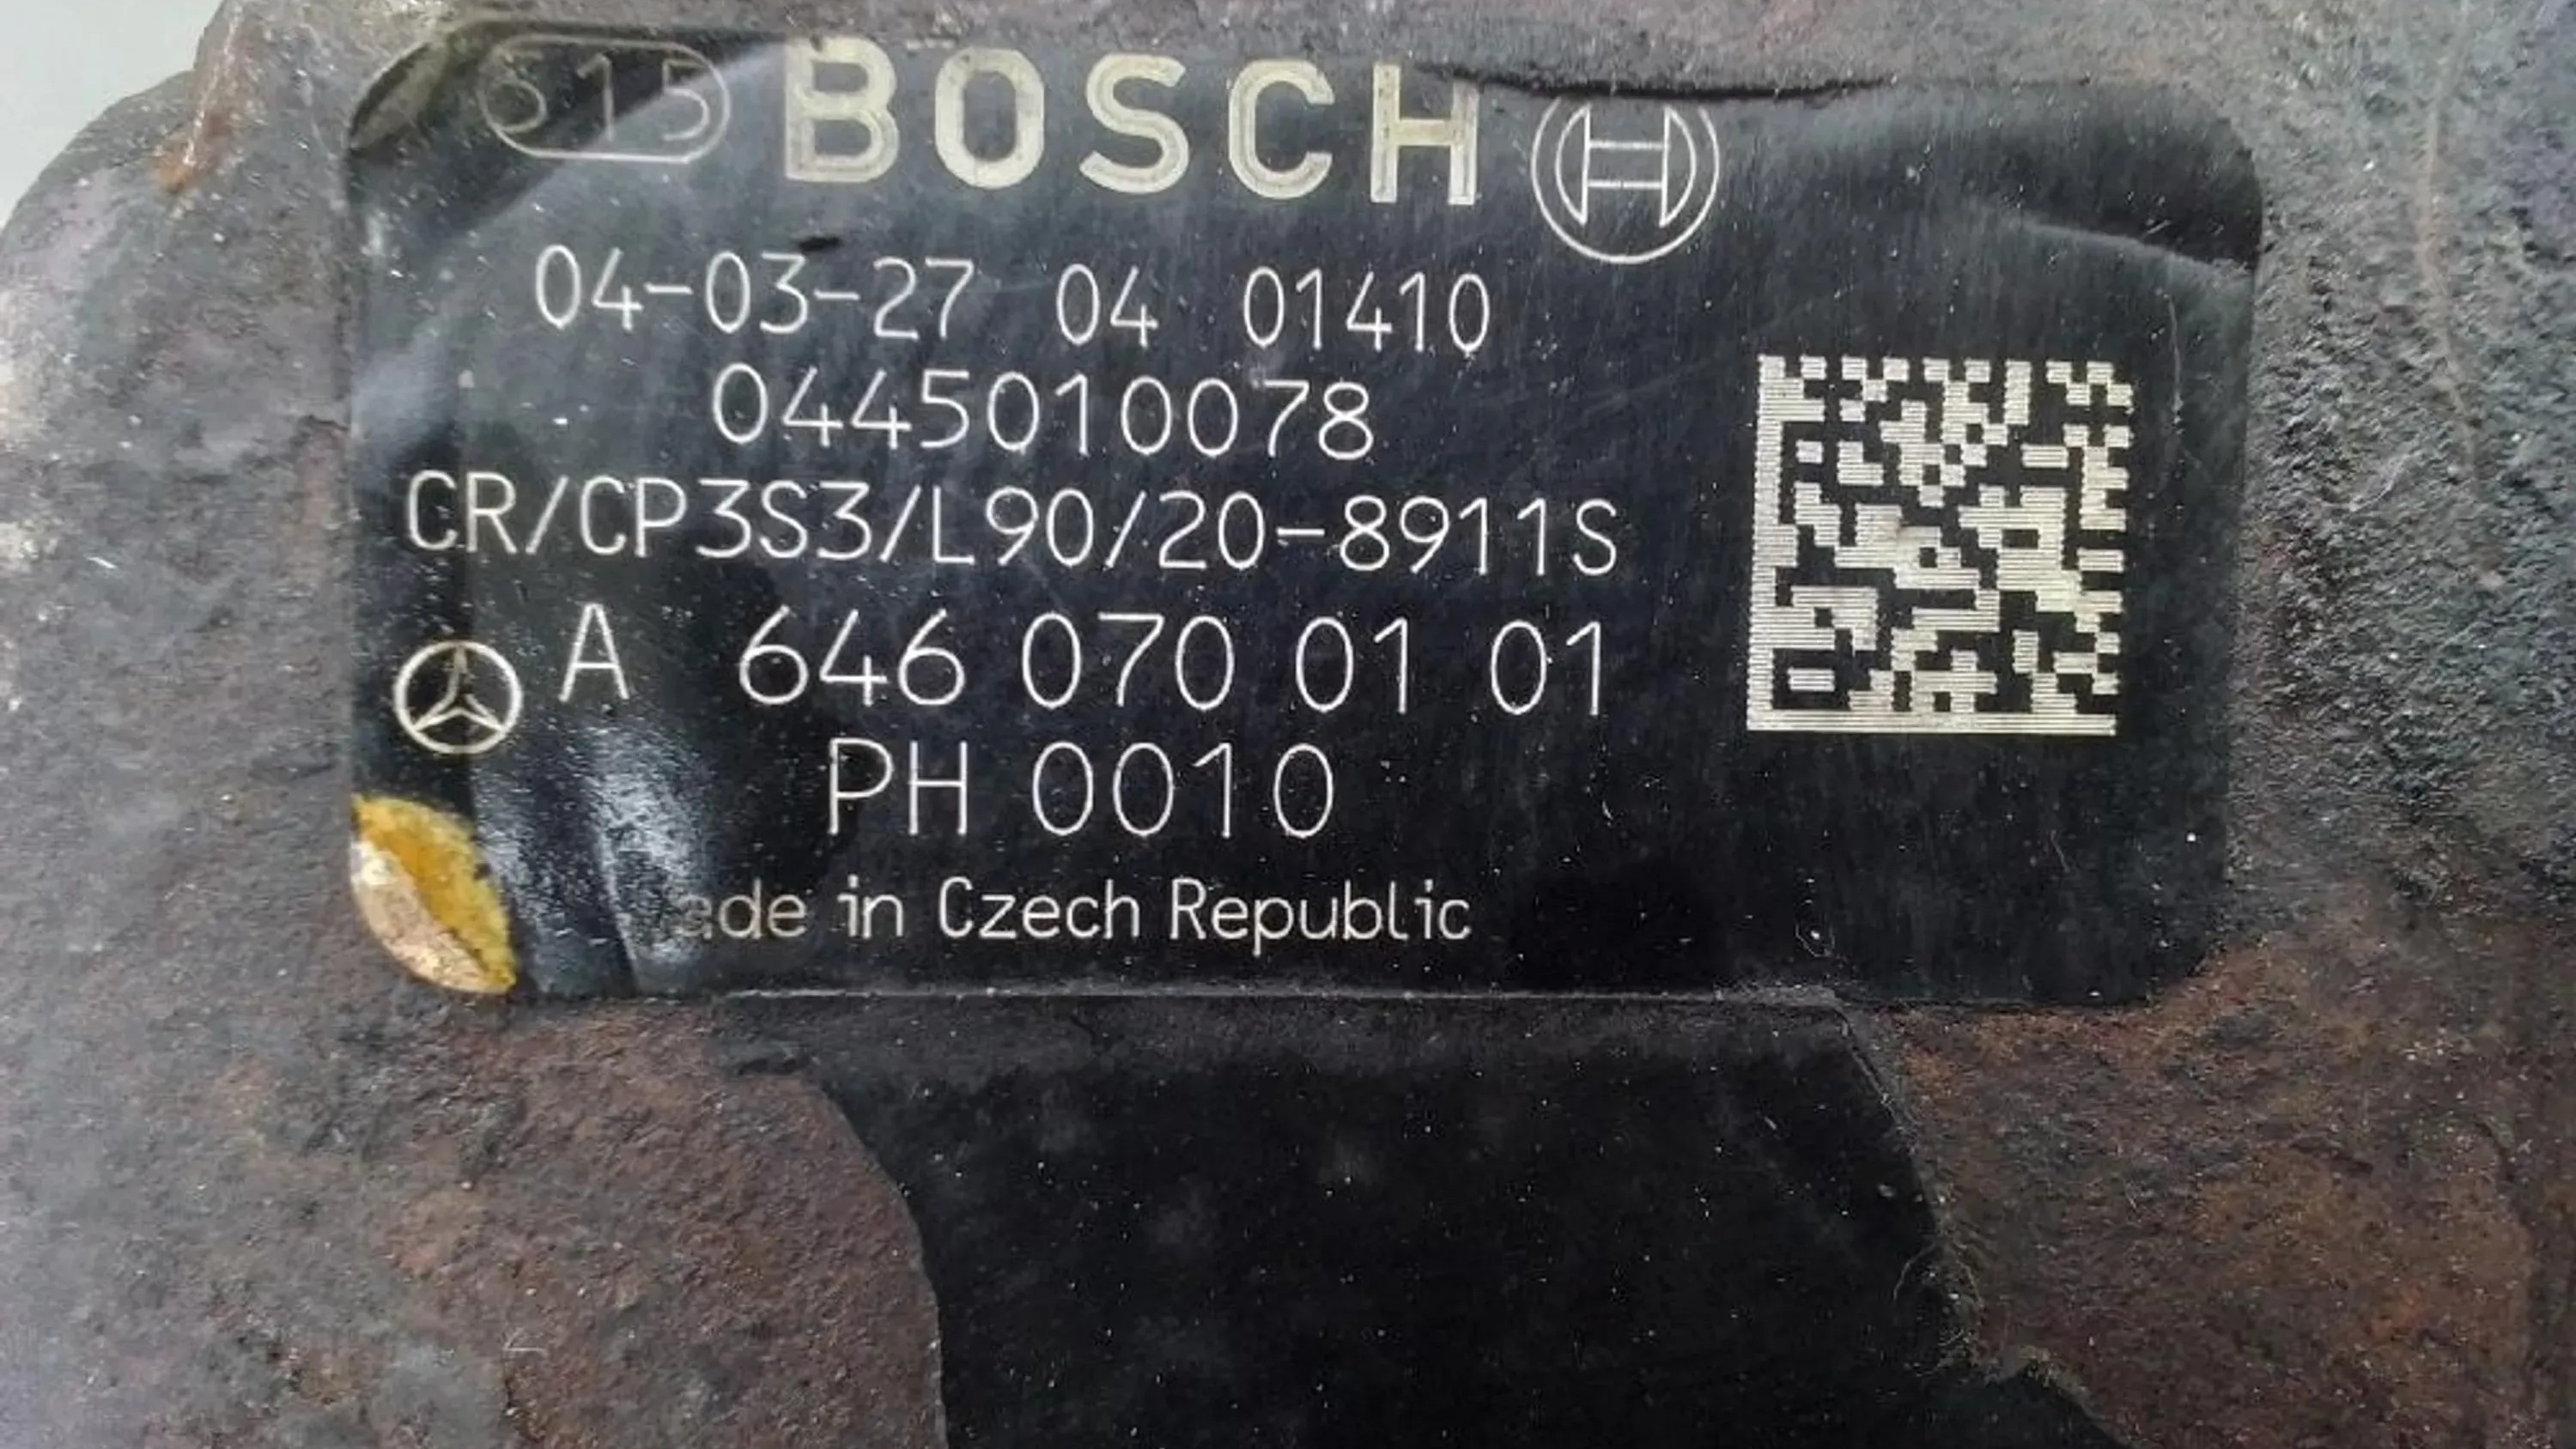 615 BOSCH
04-03-27 04 01410
0445010078
CR/CP3S3/L90/20-8911S
A 646 070 01 01
PH 0010
ade in Czech Republic